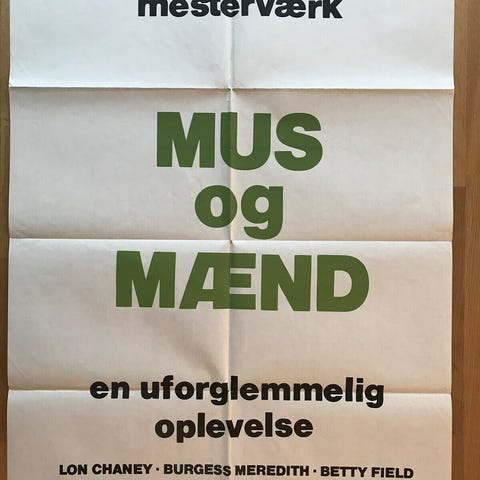 mesterværk
MUS
og
MÆND
en uforglemmelig
oplevelse
LON CHANEY · BURGESS MEREDITH · BETTY FIELD